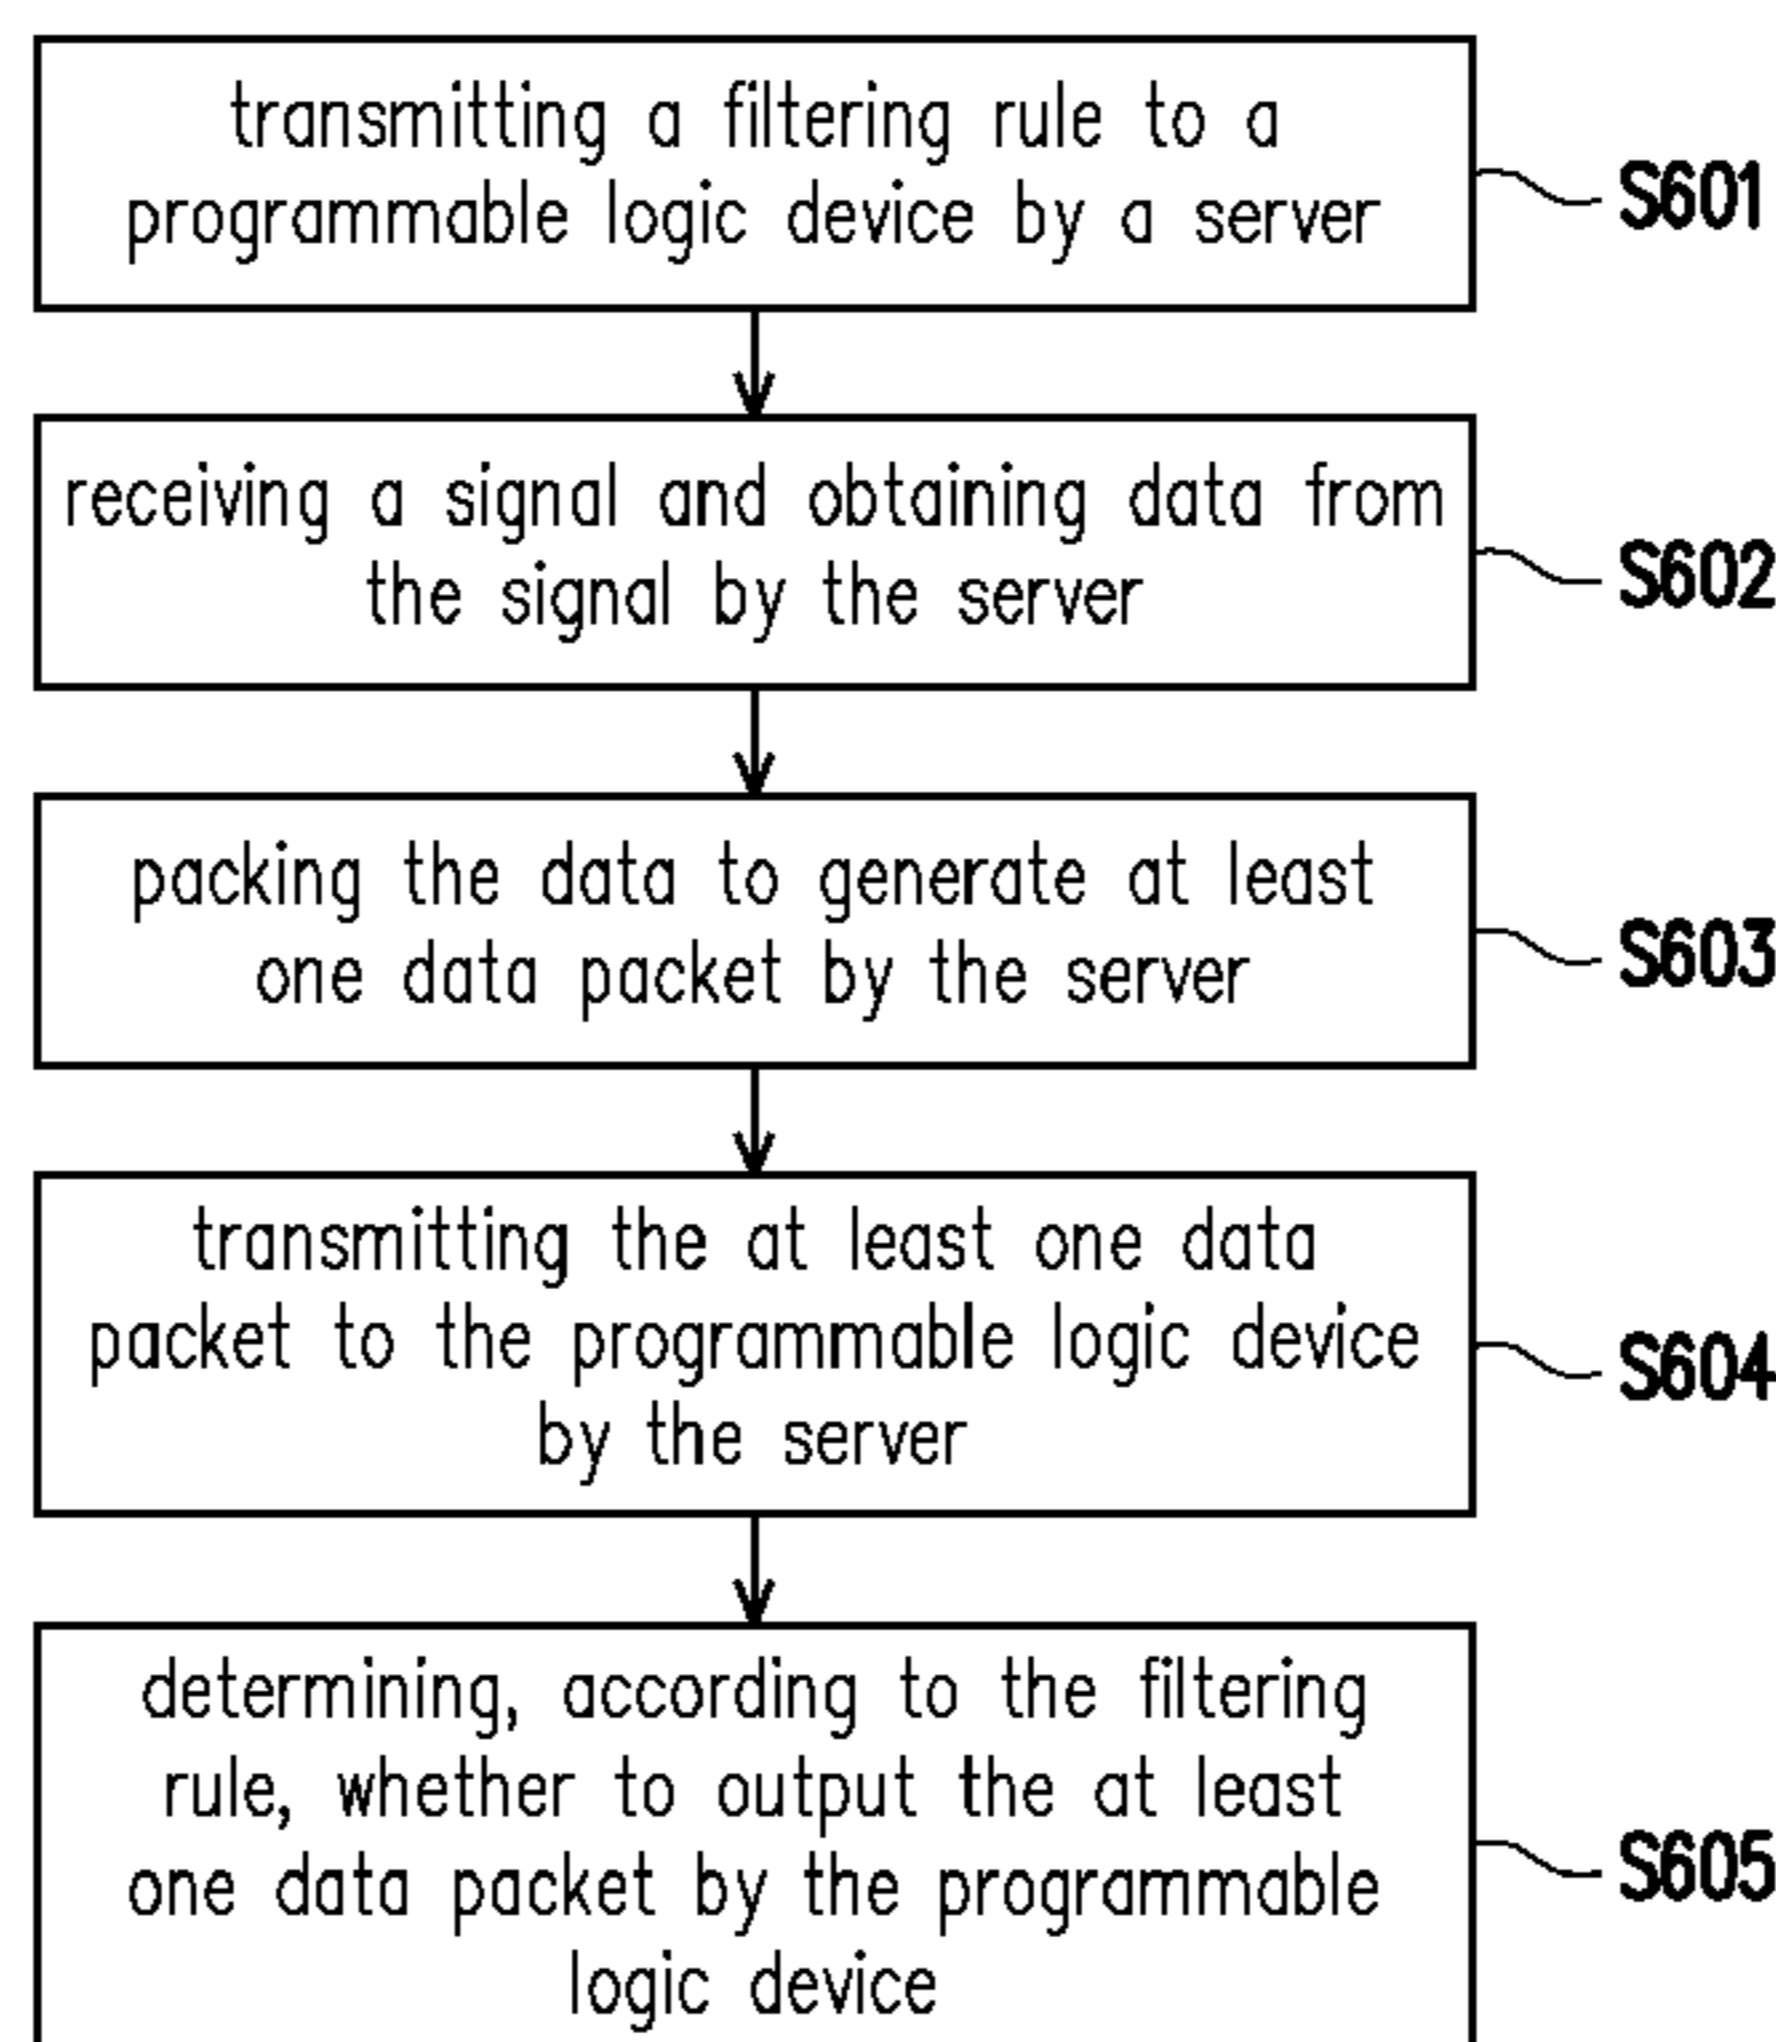 transmitting a filtering rule to a
programmable logic device by a server
S601
receiving a signal and obtaining data from
the signal by the server
S602
packing the data to generate at least
one data packet by the server
S603
transmitting the at least one data
packet to the programmable logic device
by the server
S604
determining, according to the filtering
rule, whether to output the at least
one data packet by the programmable
logic device
S605